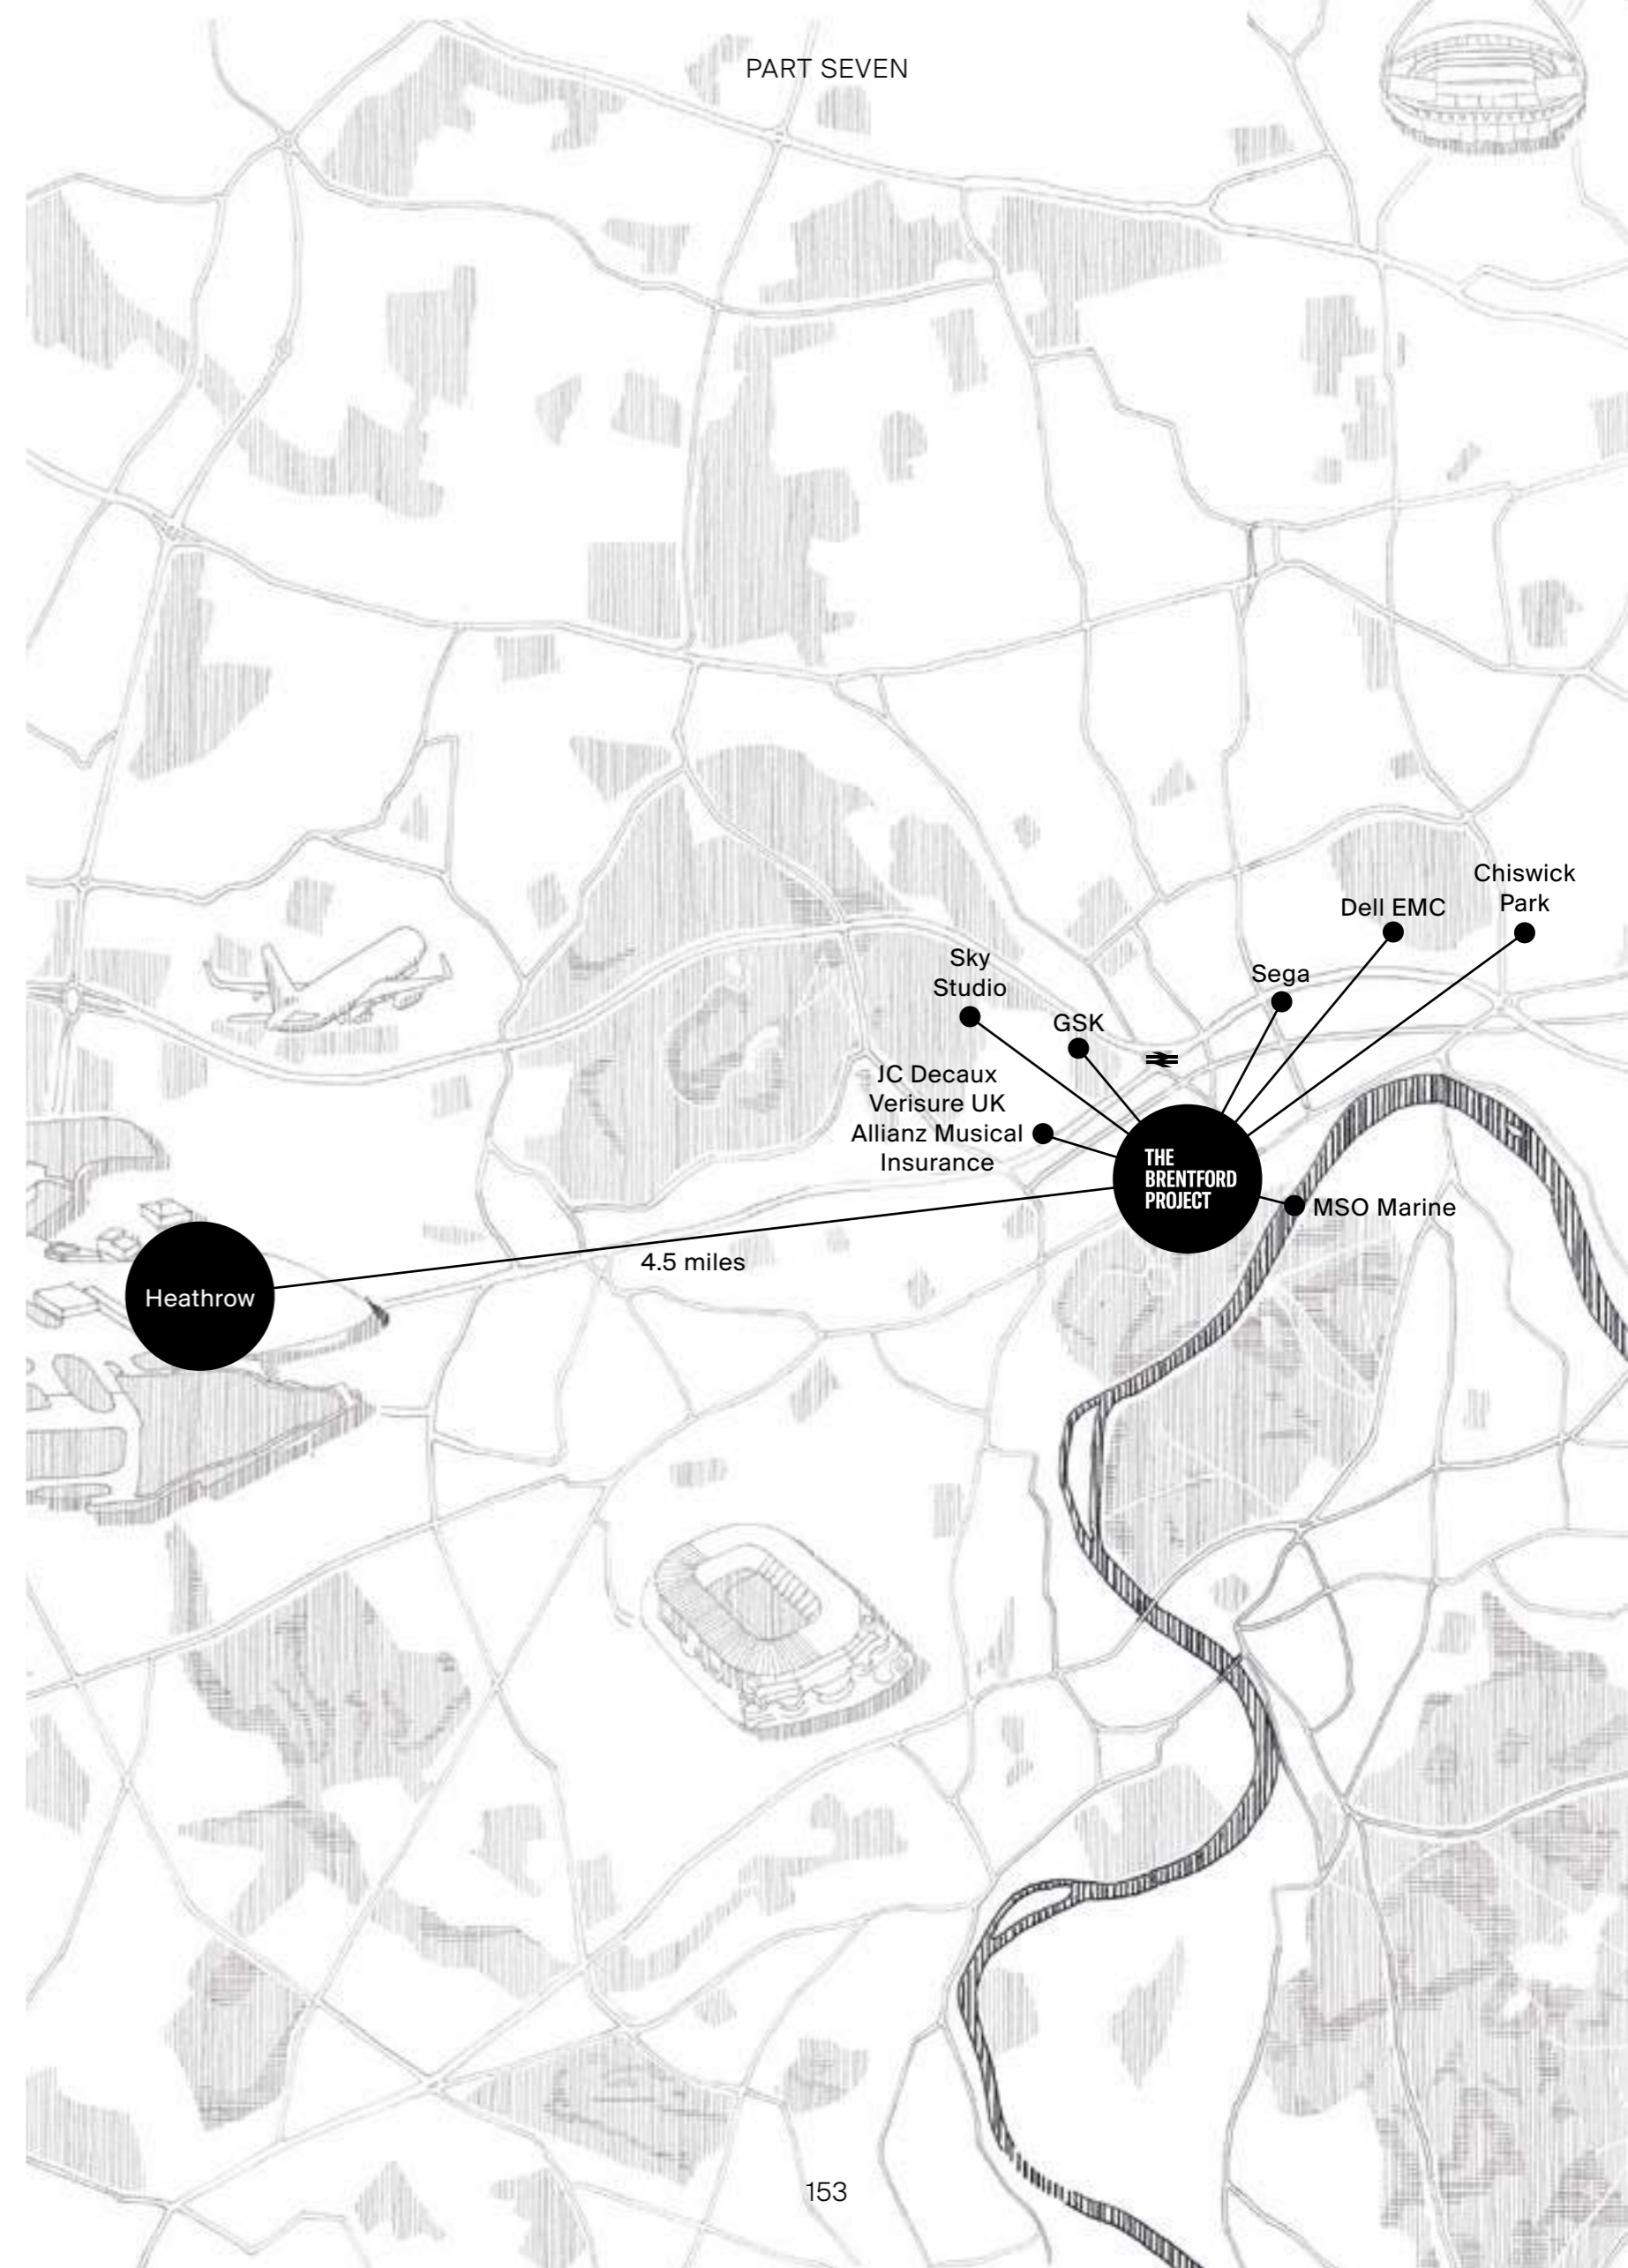 PART SEVEN
Chiswick
Park
Dell EMC
Sky
Studio
Sega
GSK
JC Decaux
Verisure UK
Allianz Musical
Insurance
THE
BRENTFORD
PROJECT
MSO Marine
4.5 miles
Heathrow
153